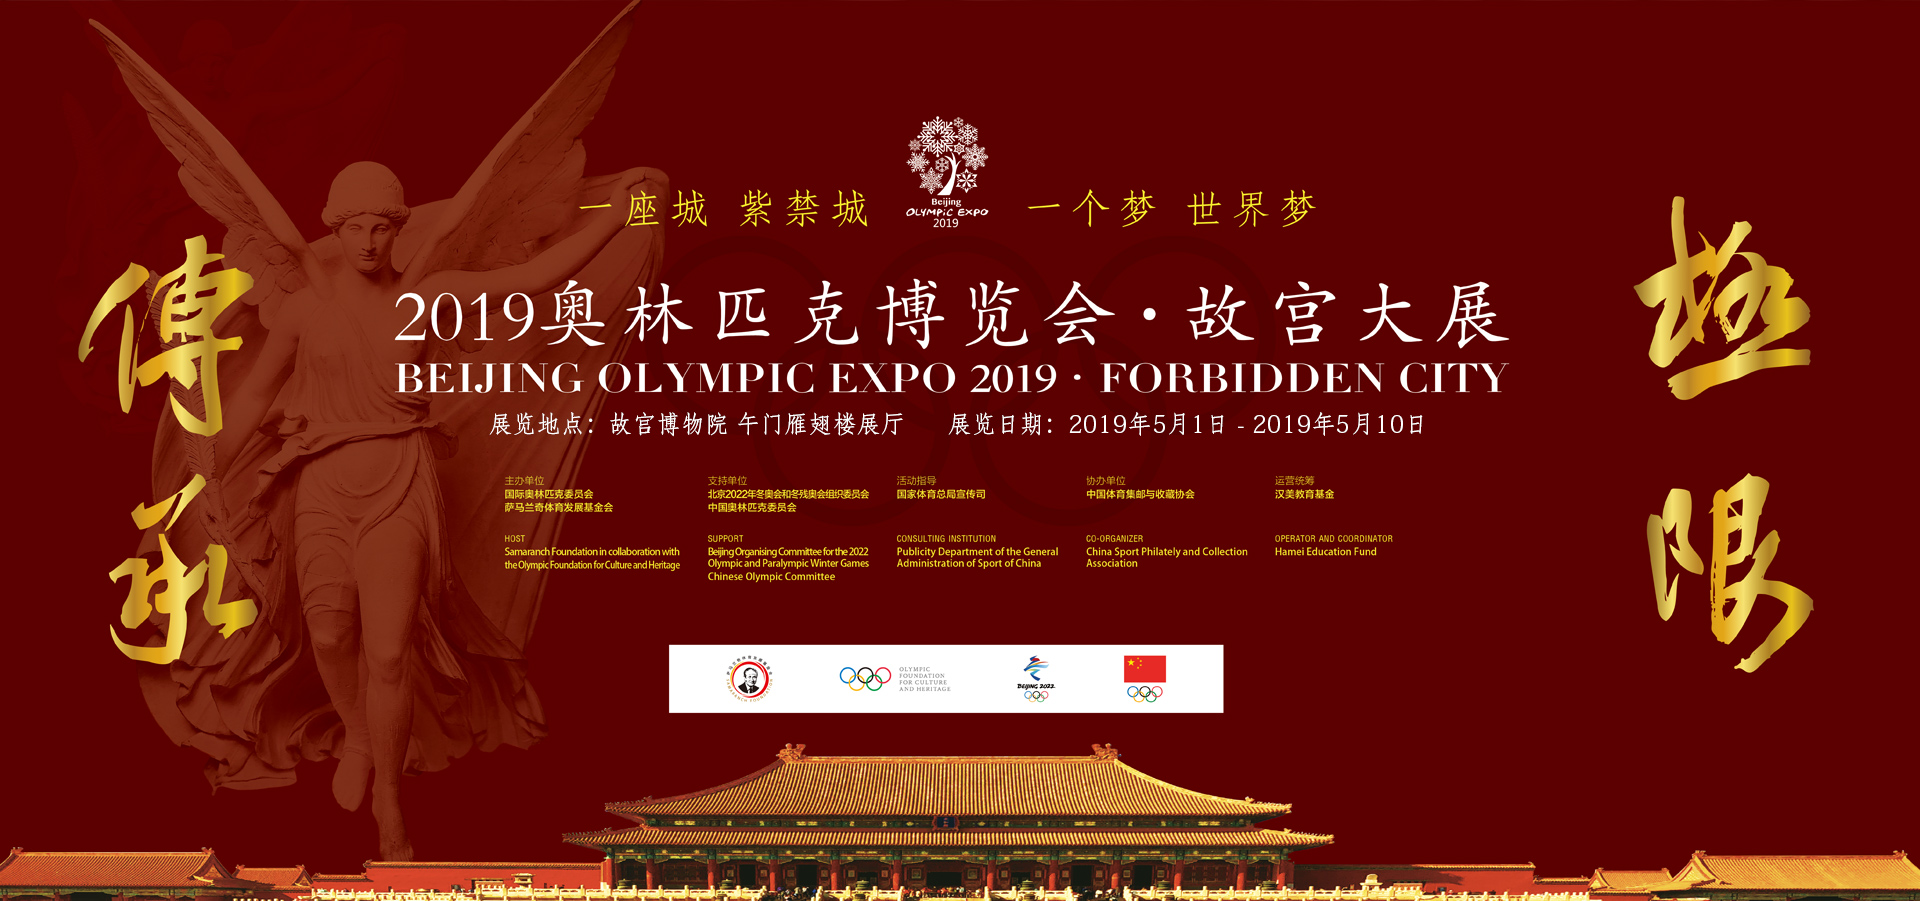 一座城 紫禁城
Beijing
OLYMPIC EXPO
2019
一个梦 世界梦
傳承
極限
2019奥林匹克博览会·故宫大展
BEIJING OLYMPIC EXPO 2019 · FORBIDDEN CITY
展览地点：故宫博物院 午门雁翅楼展厅 展览日期：2019年5月1日 - 2019年5月10日
主办单位
国际奥林匹克委员会
萨马兰奇体育发展基金会
支持单位
北京2022年冬奥会和冬残奥会组织委员会
中国奥林匹克委员会
活动指导
国家体育总局宣传司
协办单位
中国体育集邮与收藏协会
运营统筹
汉美教育基金
HOST
Samaranch Foundation in collaboration with
the Olympic Foundation for Culture and Heritage
SUPPORT
Beijing Organising Committee for the 2022
Olympic and Paralympic Winter Games
Chinese Olympic Committee
CONSULTING INSTITUTION
Publicity Department of the General
Administration of Sport of China
CO-ORGANIZER
China Sport Philately and Collection
Association
OPERATOR AND COORDINATOR
Hamei Education Fund
OLYMPIC
FOUNDATION
FOR CULTURE
AND HERITAGE
BEIJING 2022